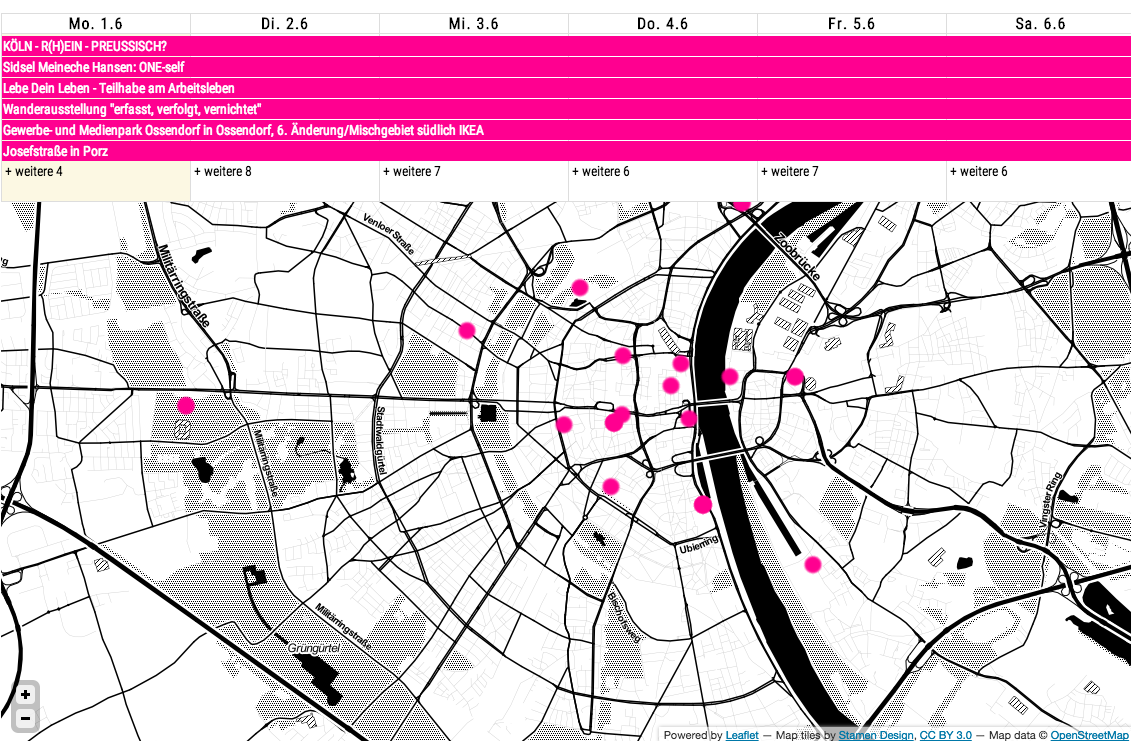 Mo. 1.6 Di. 2.6 Mi. 3.6 Do. 4.6 Fr. 5.6 Sa. 6.6
KÖLN - R(H)EIN - PREUSSISCH?
Sidsel Meineche Hansen: ONE-self
Lebe Dein Leben - Teilhabe am Arbeitsleben
Wanderausstellung "erfasst, verfolgt, vernichtet"
Gewerbe- und Medienpark Ossendorf in Ossendorf, 6. Änderung/Mischgebiet südlich IKEA
Josefstraße in Porz
+ weitere 4 + weitere 8 + weitere 7 + weitere 6 + weitere 7 + weitere 6
Venloer Straße
Zoobrücke
Militärringstraße
Stadtwaldgürtel
Militärringstraße
Vingster Ring
Ubierring
Bischofsweg
Militärringstraße
Grüngürtel
+
−
Powered by Leaflet — Map tiles by Stamen Design, CC BY 3.0 — Map data © OpenStreetMap